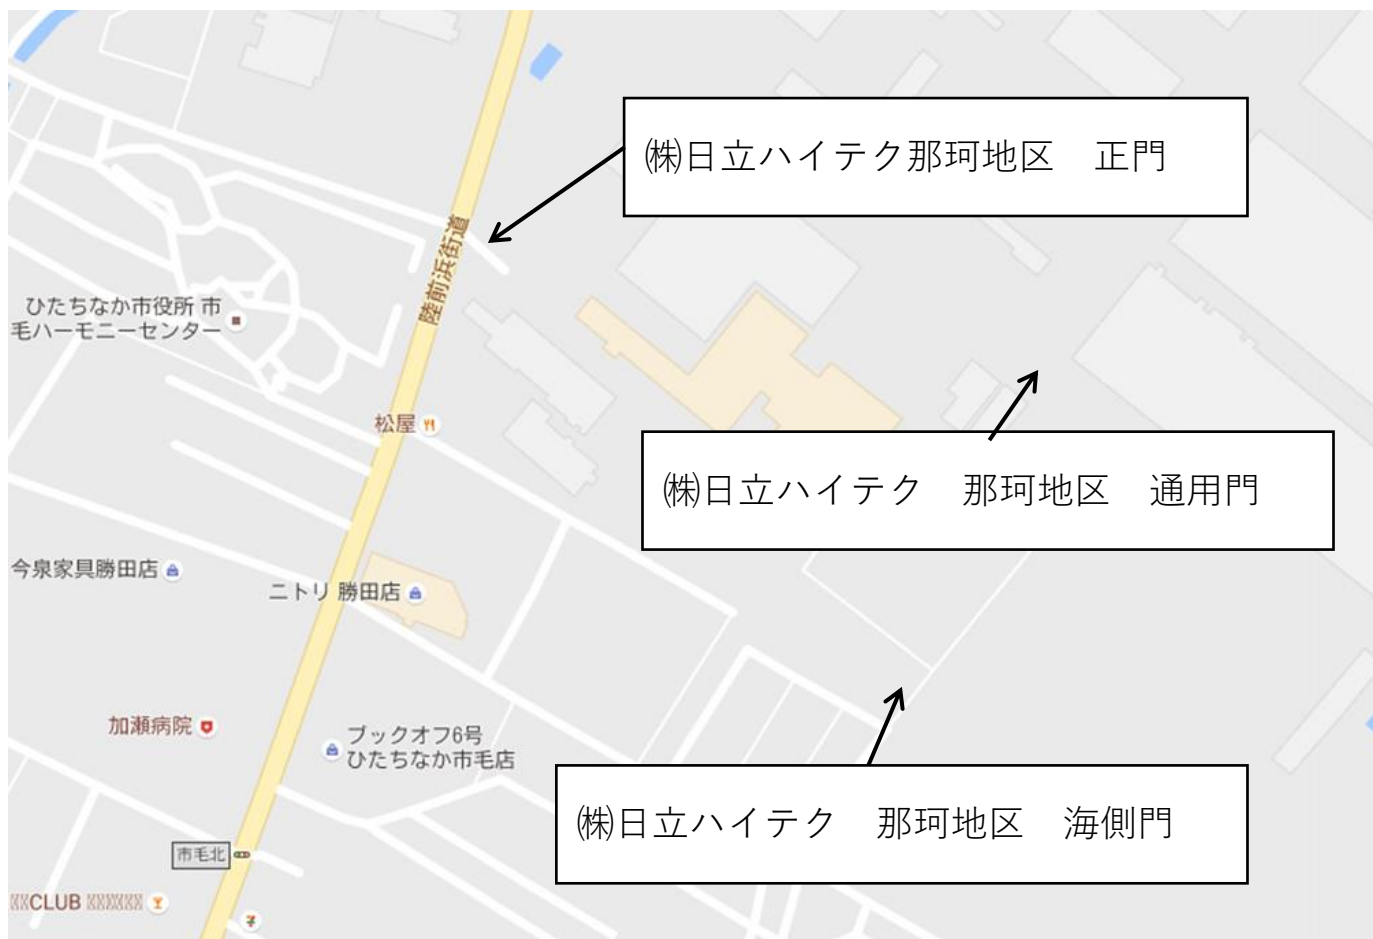 ㈱日立ハイテク那珂地区　正門
陸前浜街道
ひたちなか市役所 市
毛ハーモニーセンター
松屋
㈱日立ハイテク　那珂地区　通用門
今泉家具勝田店
ニトリ 勝田店
加瀬病院
ブックオフ6号
ひたちなか市毛店
㈱日立ハイテク　那珂地区　海側門
市毛北
CLUB
7